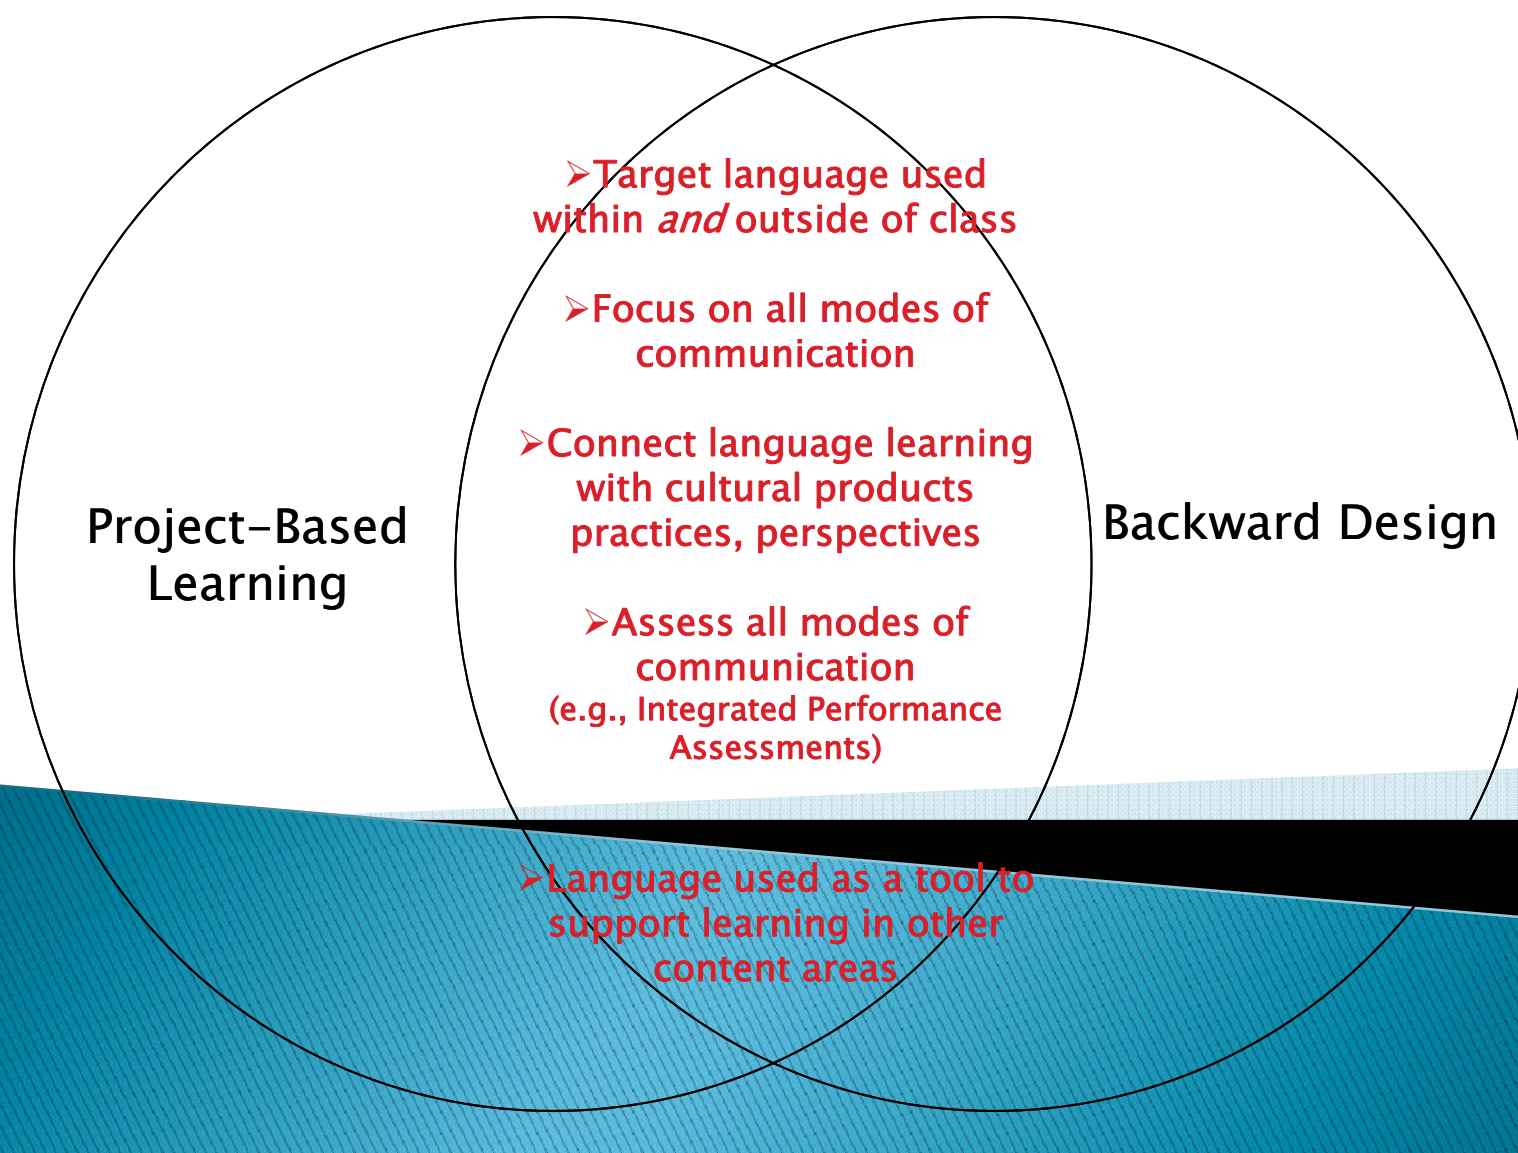 ➢Target language used
within and outside of class
➢Focus on all modes of
communication
➢Connect language learning
with cultural products
practices, perspectives
Project-Based
Learning
Backward Design
➢Assess all modes of
communication
(e.g., Integrated Performance
Assessments)
➢Language used as a tool to
support learning in other
content areas